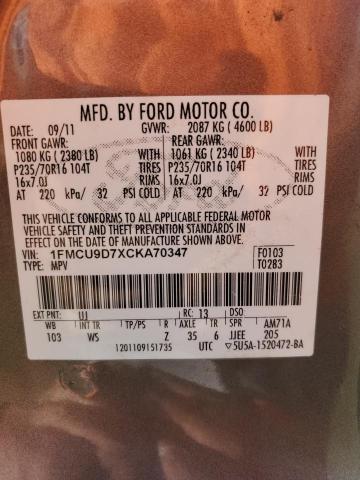 MFD. BY FORD MOTOR CO.
DATE: 09/11 GVWR: 2087 KG ( 4600 LB)
FRONT GAWR: REAR GAWR:
1080 KG ( 2380 LB) WITH 1061 KG ( 2340 LB) WITH
P235/70R16 104T TIRES P235/70R16 104T TIRES
16x7.0J RIMS 16x7.0J RIMS
AT 220 kPa/ 32 PSI COLD AT 220 kPa/ 32 PSI COLD
THIS VEHICLE CONFORMS TO ALL APPLICABLE FEDERAL MOTOR
VEHICLE SAFETY AND THEFT PREVENTION STANDARDS IN
EFFECT ON THE DATE OF MANUFACTURE SHOWN ABOVE.
VIN: 1FMCU9D7XCKA70347 F0103
TYPE: MPV T0283
EXT PNT: UJ RC: 13 DSO:
WB INT TR R AXLE TR SPR AM71A
103 WS Z 35 6 JJEE 205
1201109151735 UTC ▽5U5A-1520472-BA